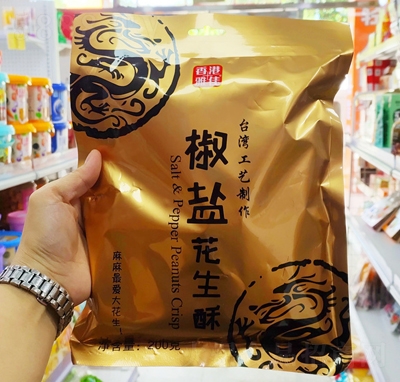 香港
雅佳
台湾工艺制作
椒盐花生酥
Salt & Pepper Peanuts Crisp
麻麻最爱大花生!
净含量:200克